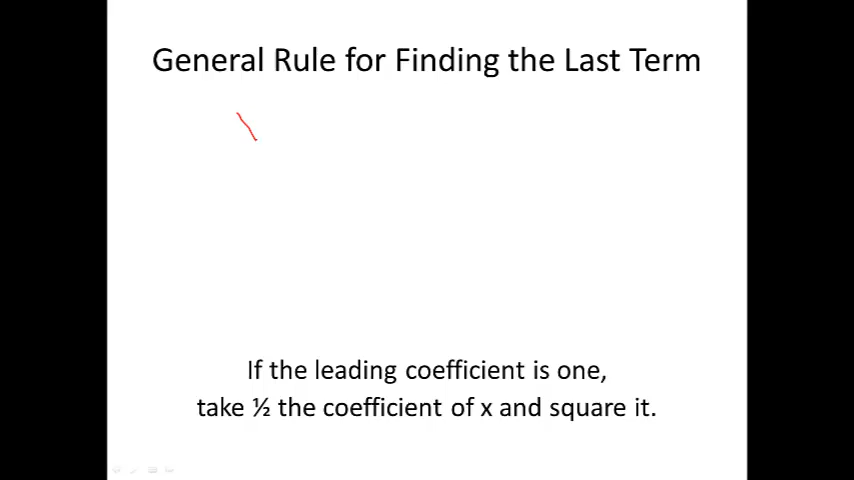 General Rule for Finding the Last Term
If the leading coefficient is one,
take ½ the coefficient of x and square it.